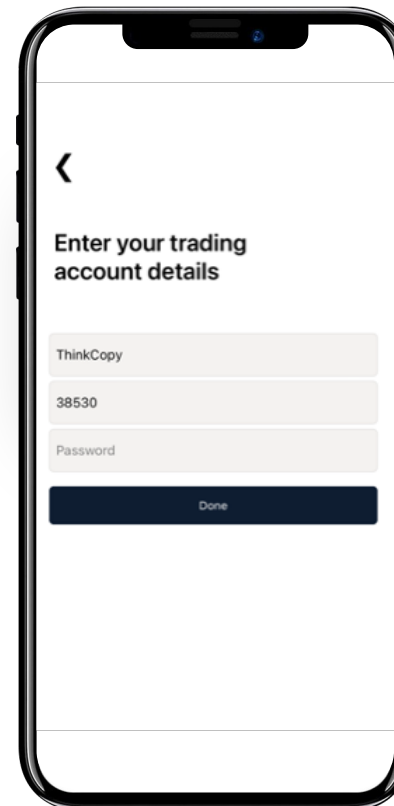 Enter your trading
account details
ThinkCopy
38530
Password
Done